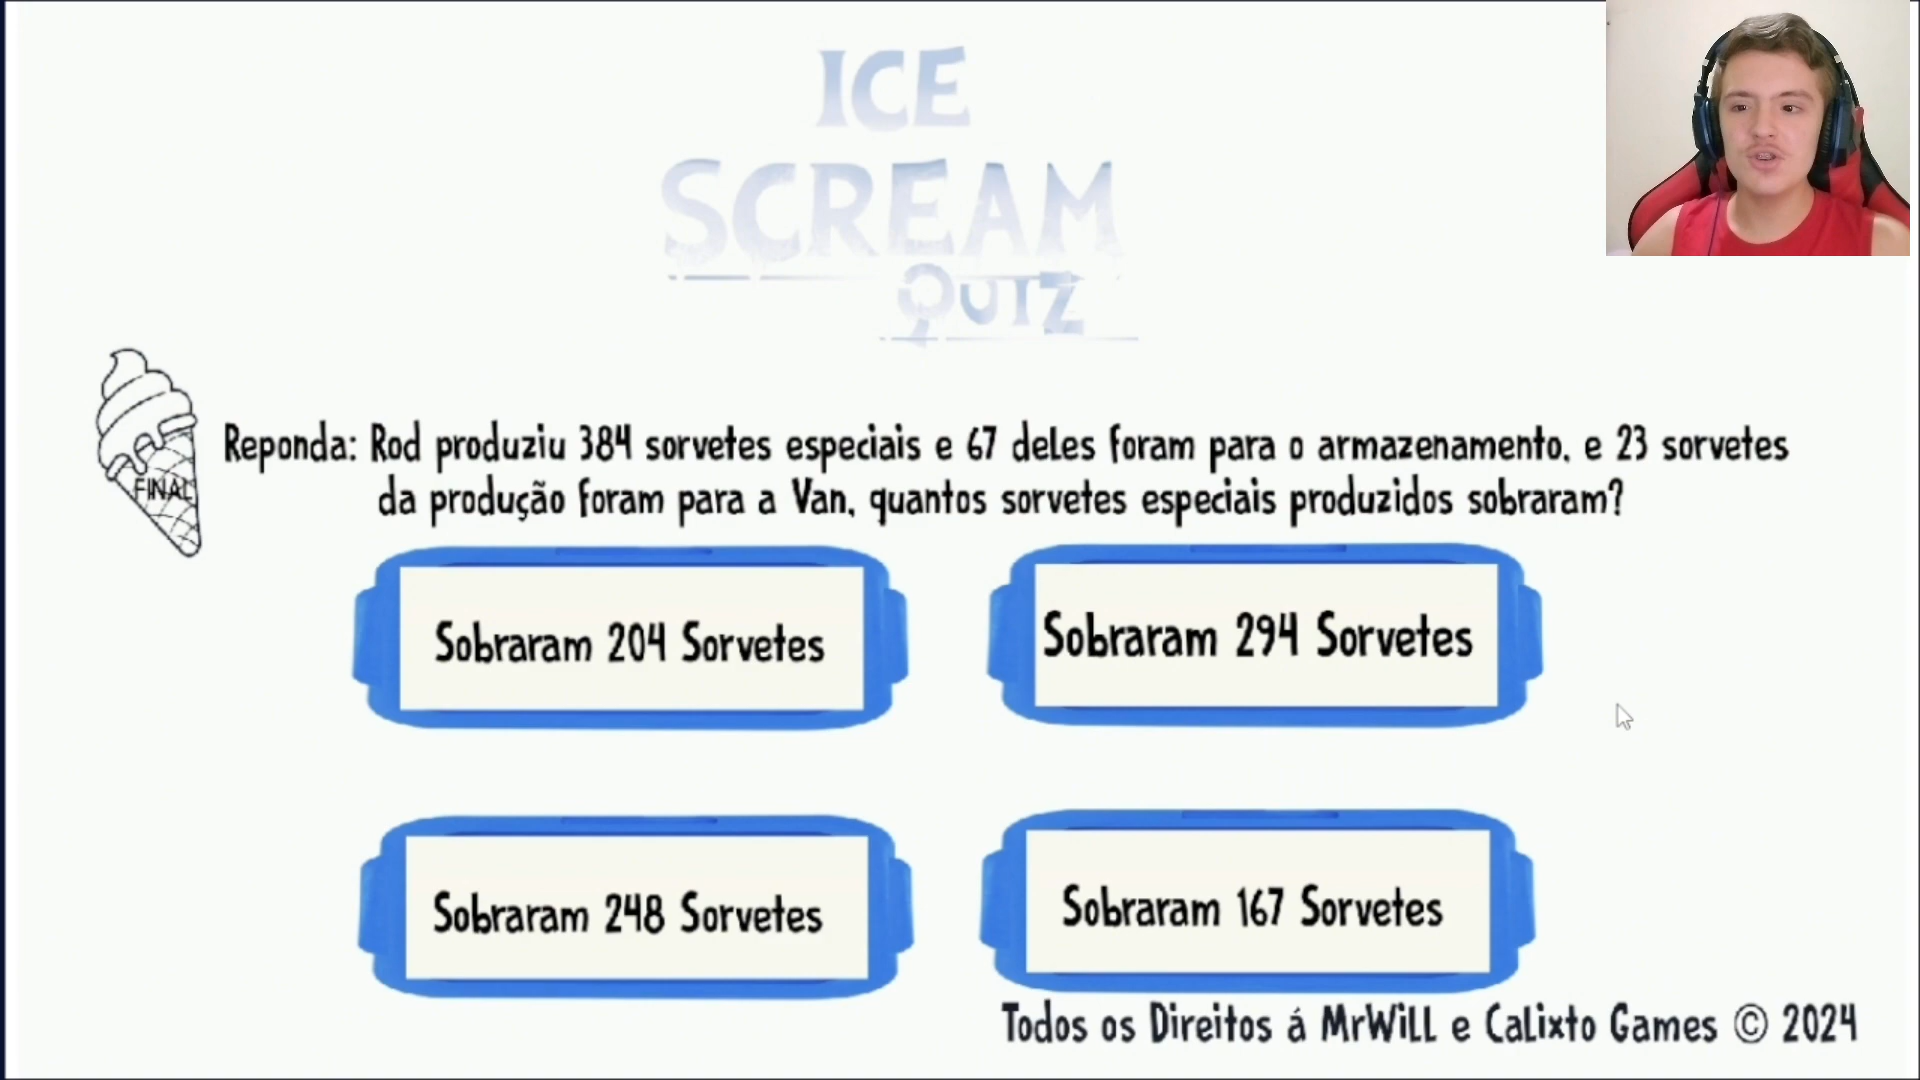 ICE
SCREAM
QUIZ
FINAL
Reponda: Rod produziu 384 sorvetes especiais e 67 deles foram para o armazenamento, e 23 sorvetes
da produção foram para a Van, quantos sorvetes especiais produzidos sobraram?
Sobraram 204 Sorvetes
Sobraram 294 Sorvetes
Sobraram 248 Sorvetes
Sobraram 167 Sorvetes
Todos os Direitos á MrWiLL e Calixto Games © 2024